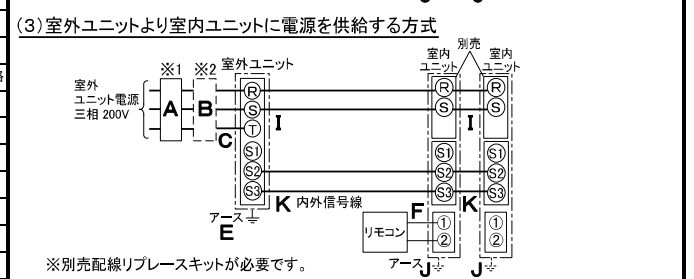 (3)室外ユニットより室内ユニットに電源を供給する方式
※1 ※2 室外ユニット
室内ユニット 別売 室内ユニット
室外
ユニット電源
三相 200V
A B C
R S T S1 S2 S3
I
R S S1 S2 S3
I
R S S1 S2 S3
K 内外信号線
K
アース
E
F
リモコン
① ②
① ②
アース J J
※別売配線リプレースキットが必要です。